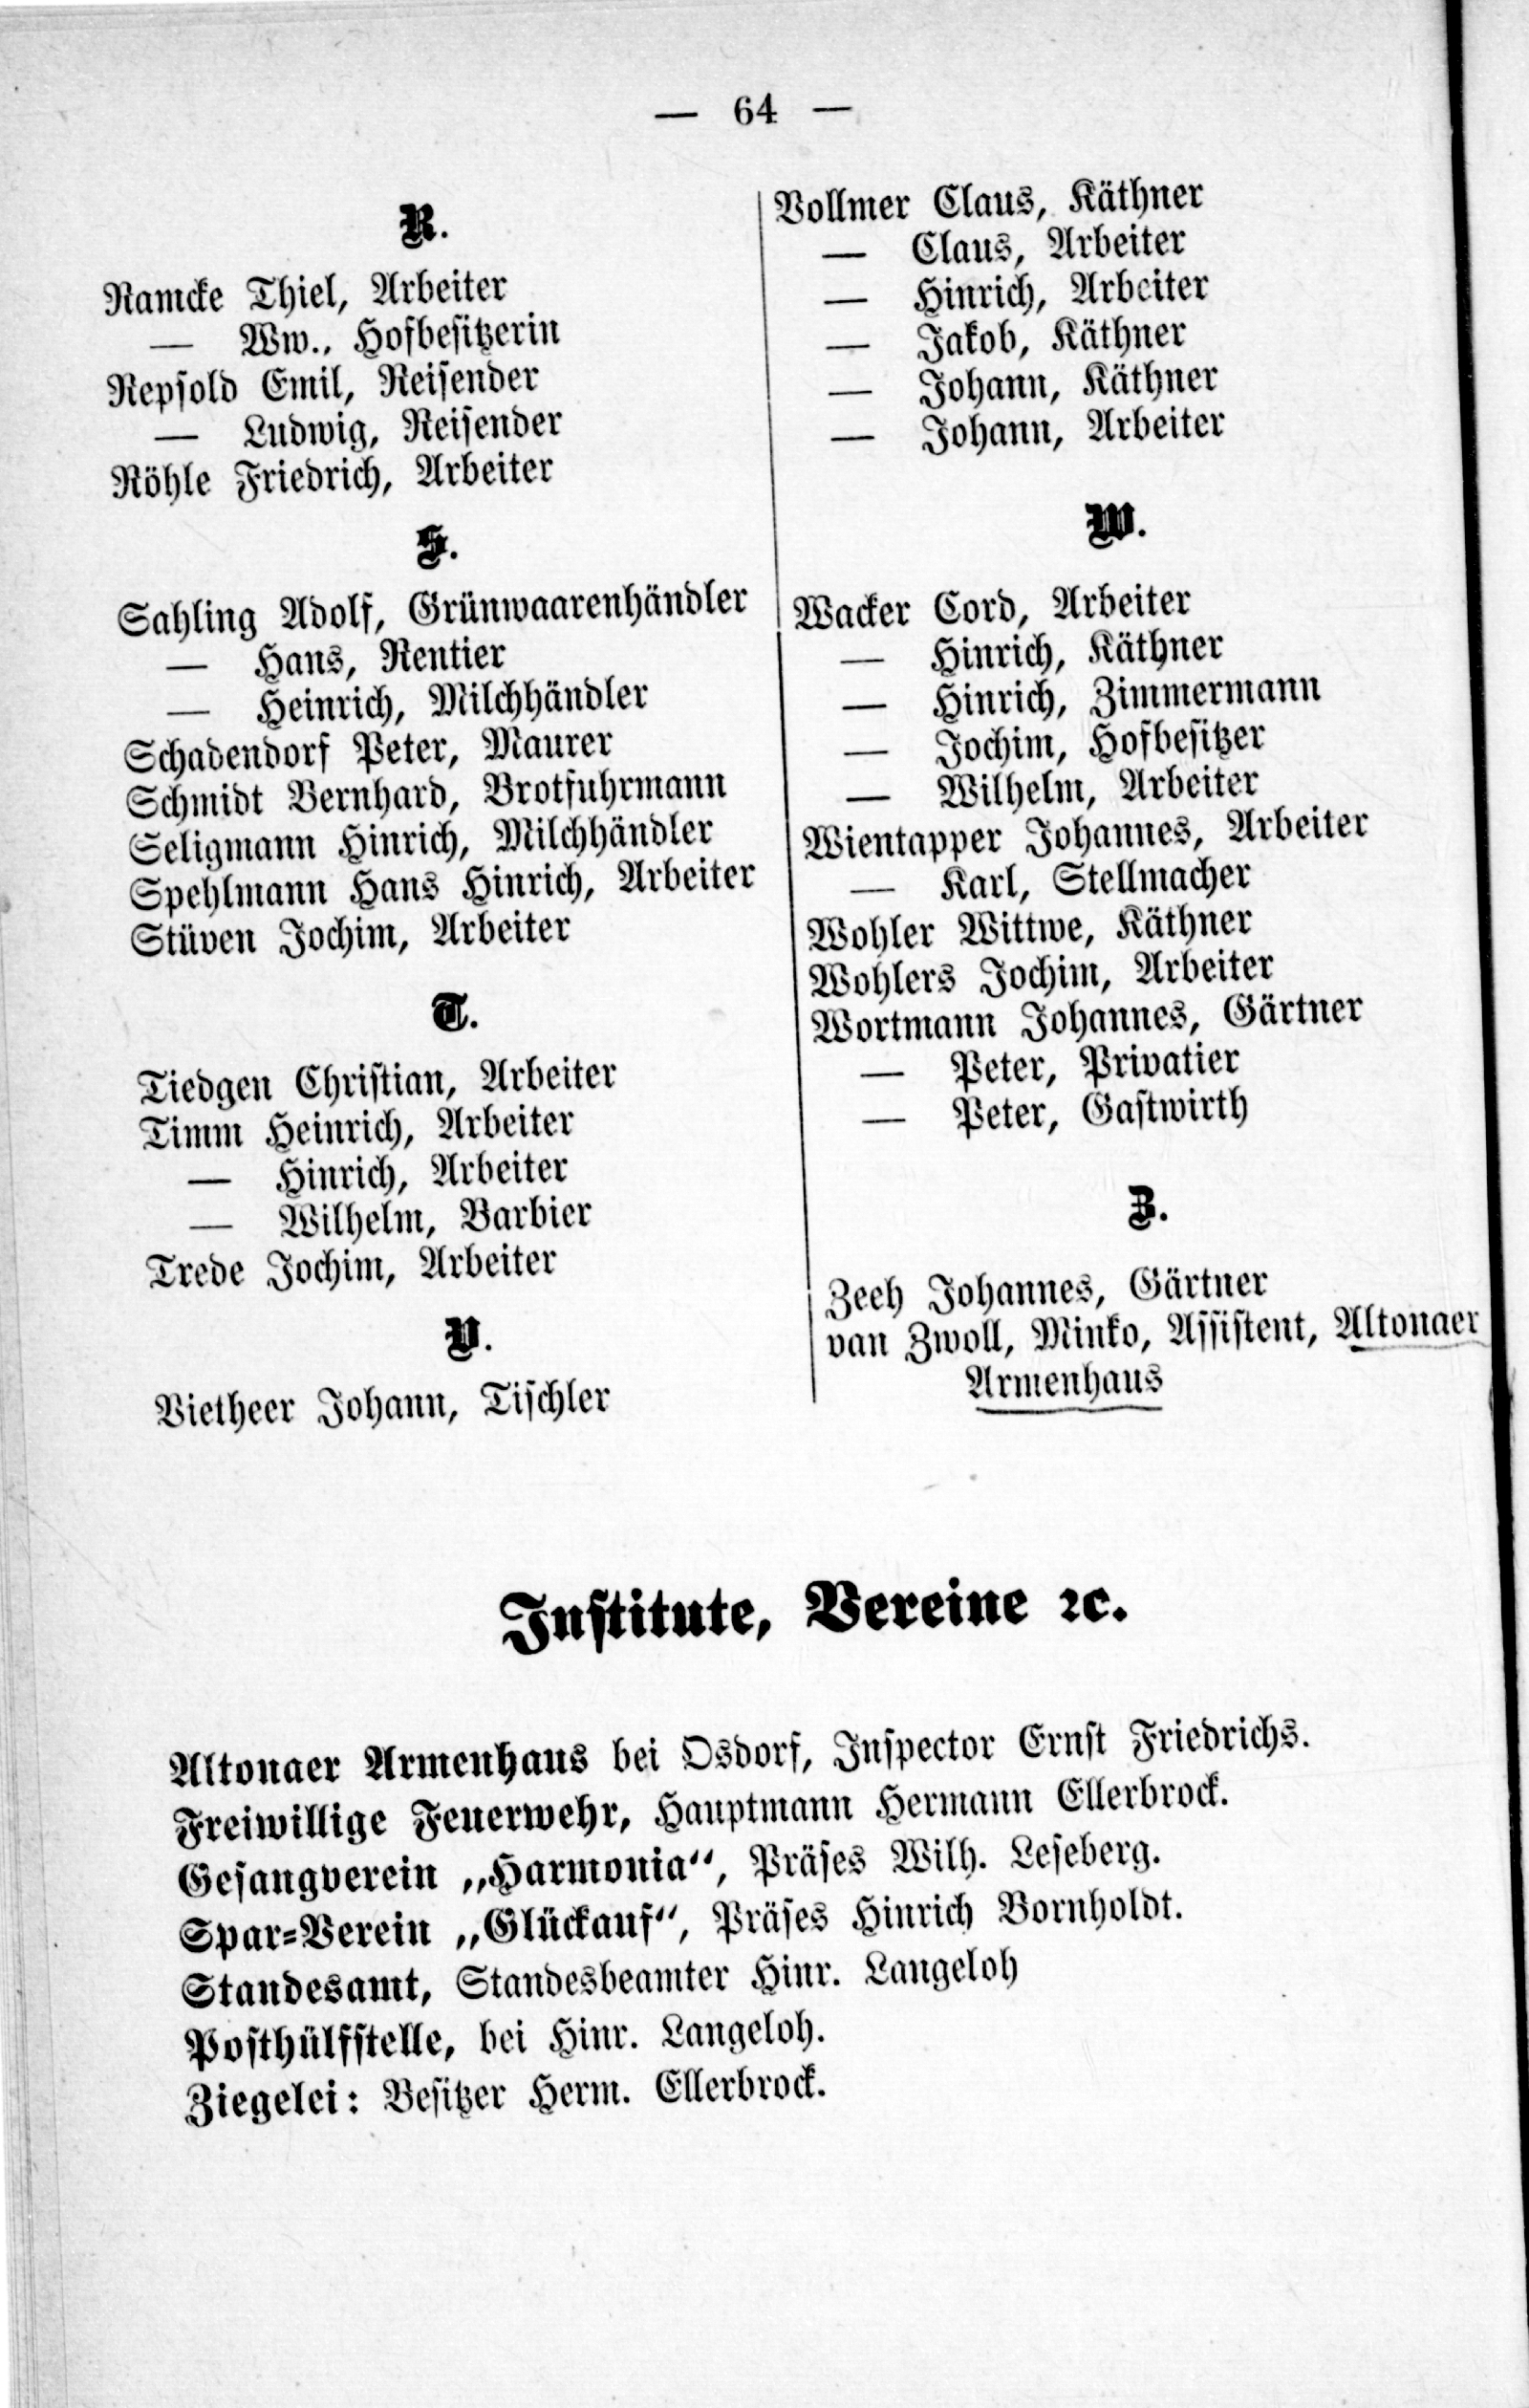 — 64 —
R.
Ramcke Thiel, Arbeiter
— Ww., Hofbesitzerin
Repsold Emil, Reisender
— Ludwig, Reisender
Röhle Friedrich, Arbeiter
S.
Sahling Adolf, Grünwaarenhändler
— Hans, Rentier
— Heinrich, Milchhändler
Schadendorf Peter, Maurer
Schmidt Bernhard, Brotfuhrmann
Seligmann Hinrich, Milchhändler
Spehlmann Hans Hinrich, Arbeiter
Stüven Jochim, Arbeiter
T.
Tiedgen Christian, Arbeiter
Timm Heinrich, Arbeiter
— Hinrich, Arbeiter
— Wilhelm, Barbier
Trede Jochim, Arbeiter
V.
Vietheer Johann, Tischler
Vollmer Claus, Käthner
— Claus, Arbeiter
— Hinrich, Arbeiter
— Jakob, Käthner
— Johann, Käthner
— Johann, Arbeiter
W.
Wacker Cord, Arbeiter
— Hinrich, Käthner
— Hinrich, Zimmermann
— Jochim, Hofbesitzer
— Wilhelm, Arbeiter
Wientapper Johannes, Arbeiter
— Karl, Stellmacher
Wohler Wittwe, Käthner
Wohlers Jochim, Arbeiter
Wortmann Johannes, Gärtner
— Peter, Privatier
— Peter, Gastwirth
Z.
Zeeh Johannes, Gärtner
van Zwoll, Minko, Assistent, Altonaer
Armenhaus
Institute, Vereine ꝛc.
Altonaer Armenhaus bei Osdorf, Inspector Ernst Friedrichs.
Freiwillige Feuerwehr, Hauptmann Hermann Ellerbrock.
Gesangverein „Harmonia“, Präses Wilh. Leseberg.
Spar-Verein „Glückauf“, Präses Hinrich Bornholdt.
Standesamt, Standesbeamter Hinr. Langeloh
Posthülfstelle, bei Hinr. Langeloh.
Ziegelei: Besitzer Herm. Ellerbrock.